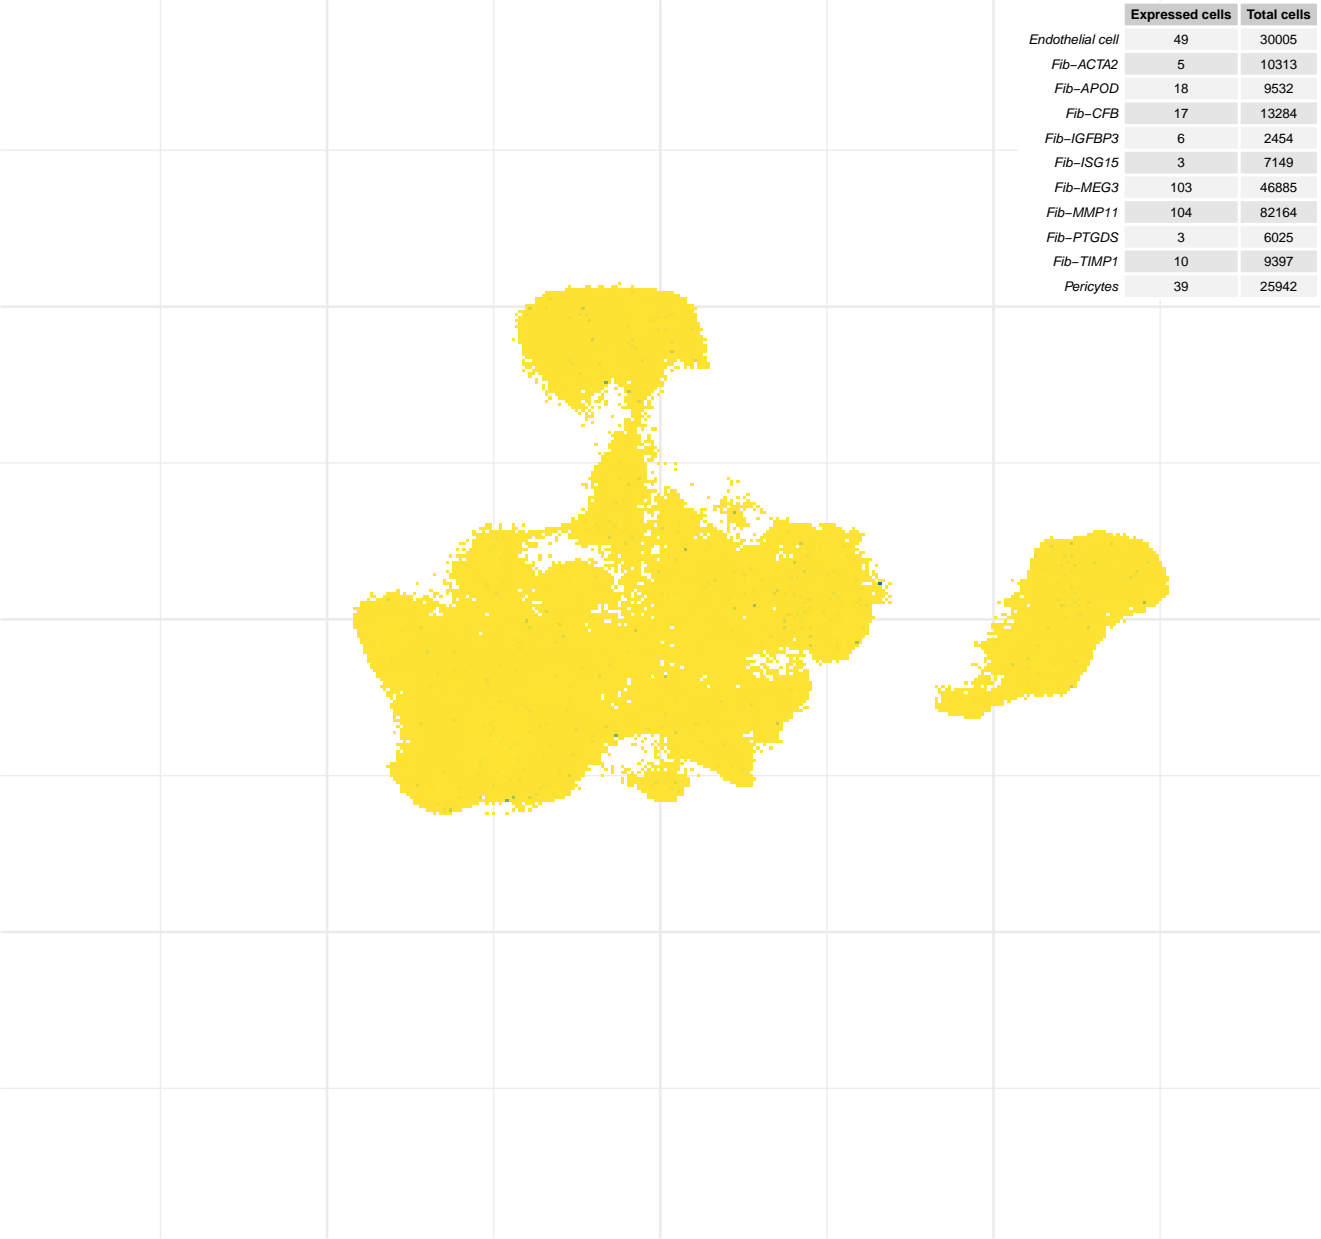 Expressed cells Total cells
Endothelial cell 49 30005
Fib−ACTA2 5 10313
Fib−APOD 18 9532
Fib−CFB 17 13284
Fib−IGFBP3 6 2454
Fib−ISG15 3 7149
Fib−MEG3 103 46885
Fib−MMP11 104 82164
Fib−PTGDS 3 6025
Fib−TIMP1 10 9397
Pericytes 39 25942